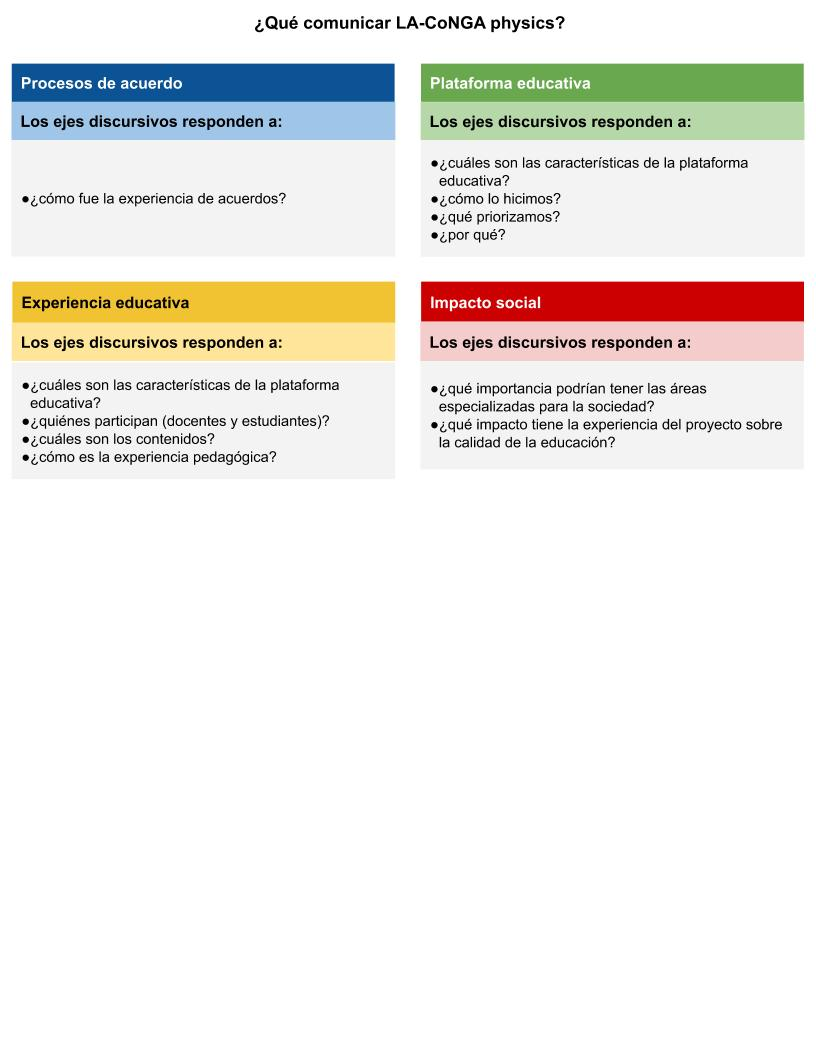 ¿Qué comunicar LA-CoNGA physics?
Procesos de acuerdo
Los ejes discursivos responden a:
●¿cómo fue la experiencia de acuerdos?
Plataforma educativa
Los ejes discursivos responden a:
●¿cuáles son las características de la plataforma
educativa?
●¿cómo lo hicimos?
●¿qué priorizamos?
●¿por qué?
Experiencia educativa
Los ejes discursivos responden a:
●¿cuáles son las características de la plataforma
educativa?
●¿quiénes participan (docentes y estudiantes)?
●¿cuáles son los contenidos?
●¿cómo es la experiencia pedagógica?
Impacto social
Los ejes discursivos responden a:
●¿qué importancia podrían tener las áreas
especializadas para la sociedad?
●¿qué impacto tiene la experiencia del proyecto sobre
la calidad de la educación?